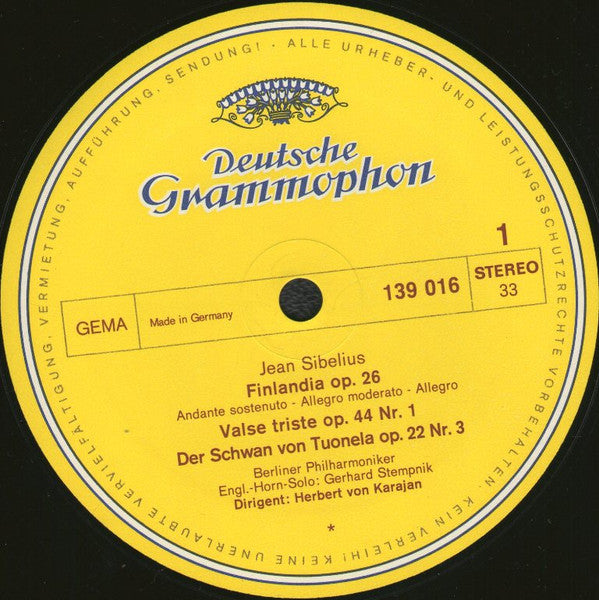 ALLE URHEBER- UND LEISTUNGSSCHUTZRECHTE VORBEHALTEN. KEIN VERLEIH! KEINE UNERLAUBTE VERVIELFÄLTIGUNG, VERMIETUNG, AUFFÜHRUNG, SENDUNG! ·
Deutsche
Grammophon
1
GEMA
Made in Germany
139 016
STEREO
33
Jean Sibelius
Finlandia op. 26
Andante sostenuto - Allegro moderato - Allegro
Valse triste op. 44 Nr. 1
Der Schwan von Tuonela op. 22 Nr. 3
Berliner Philharmoniker
Engl.-Horn-Solo: Gerhard Stempnik
Dirigent: Herbert von Karajan
*